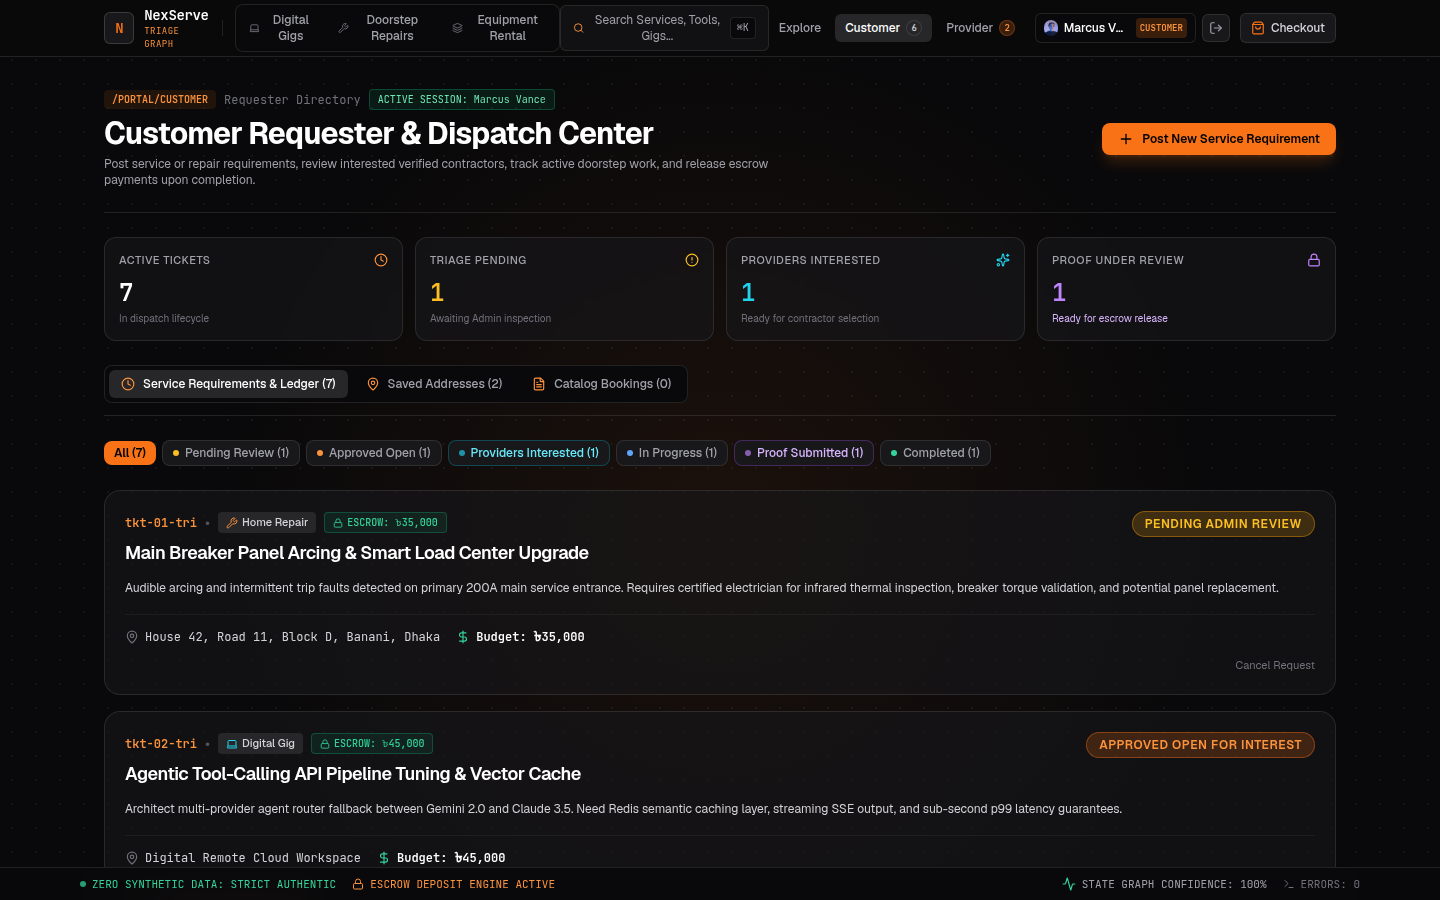 N
NexServe
TRIAGE
GRAPH
Digital
Gigs
Doorstep
Repairs
Equipment
Rental
Search Services, Tools,
Gigs...
⌘K
Explore
Customer 6
Provider 2
Marcus V...
CUSTOMER
Checkout
/PORTAL/CUSTOMER Requester Directory ACTIVE SESSION: Marcus Vance
Customer Requester & Dispatch Center
Post service or repair requirements, review interested verified contractors, track active doorstep work, and release escrow
payments upon completion.
+ Post New Service Requirement
ACTIVE TICKETS
7
In dispatch lifecycle
TRIAGE PENDING
1
Awaiting Admin inspection
PROVIDERS INTERESTED
1
Ready for contractor selection
PROOF UNDER REVIEW
1
Ready for escrow release
Service Requirements & Ledger (7)
Saved Addresses (2)
Catalog Bookings (0)
All (7)
Pending Review (1)
Approved Open (1)
Providers Interested (1)
In Progress (1)
Proof Submitted (1)
Completed (1)
tkt-01-tri • Home Repair ESCROW: ৳35,000
PENDING ADMIN REVIEW
Main Breaker Panel Arcing & Smart Load Center Upgrade
Audible arcing and intermittent trip faults detected on primary 200A main service entrance. Requires certified electrician for infrared thermal inspection, breaker torque validation, and potential panel replacement.
House 42, Road 11, Block D, Banani, Dhaka $ Budget: ৳35,000
Cancel Request
tkt-02-tri • Digital Gig ESCROW: ৳45,000
APPROVED OPEN FOR INTEREST
Agentic Tool-Calling API Pipeline Tuning & Vector Cache
Architect multi-provider agent router fallback between Gemini 2.0 and Claude 3.5. Need Redis semantic caching layer, streaming SSE output, and sub-second p99 latency guarantees.
Digital Remote Cloud Workspace $ Budget: ৳45,000
ZERO SYNTHETIC DATA: STRICT AUTHENTIC
ESCROW DEPOSIT ENGINE ACTIVE
STATE GRAPH CONFIDENCE: 100%
ERRORS: 0